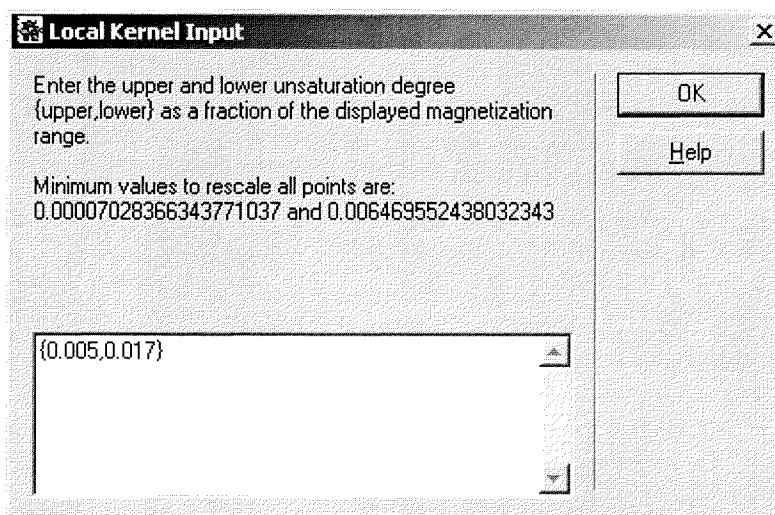 Local Kernel Input
Enter the upper and lower unsaturation degree
{upper,lower} as a fraction of the displayed magnetization
range.
Minimum values to rescale all points are:
0.00007028366343771037 and 0.006469552438032343
{0.005,0.017}
OK
Help